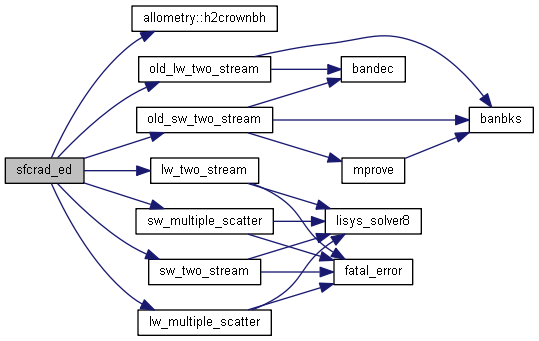 allometry::h2crownbh
old_lw_two_stream
bandec
old_sw_two_stream
banbks
sfcrad_ed
lw_two_stream
mprove
sw_multiple_scatter
lisys_solver8
sw_two_stream
fatal_error
lw_multiple_scatter